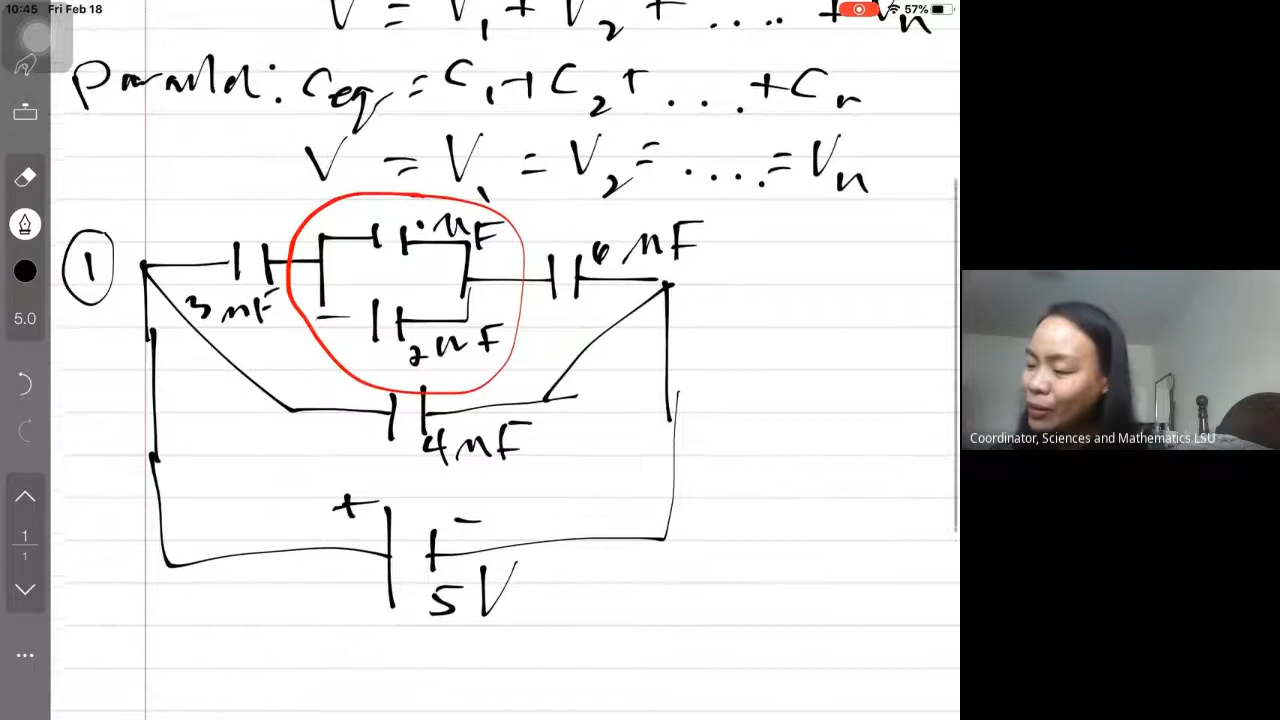 10:45 Fri Feb 18 57%
V = V₁ + V₂ + .... + Vn
Parallel: Ceq = C₁ + C₂ + .... + Cn
V = V₁ = V₂ = .... = Vn
1 nF
3 nF 2 nF 6 nF
4 nF
+ −
5 V
5.0
1
1
Coordinator, Sciences and Mathematics LSU